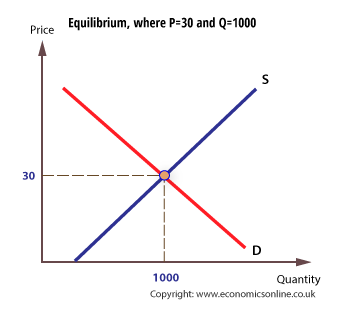 Equilibrium, where P=30 and Q=1000
Price
S
30
D
1000
Quantity
Copyright: www.economicsonline.co.uk